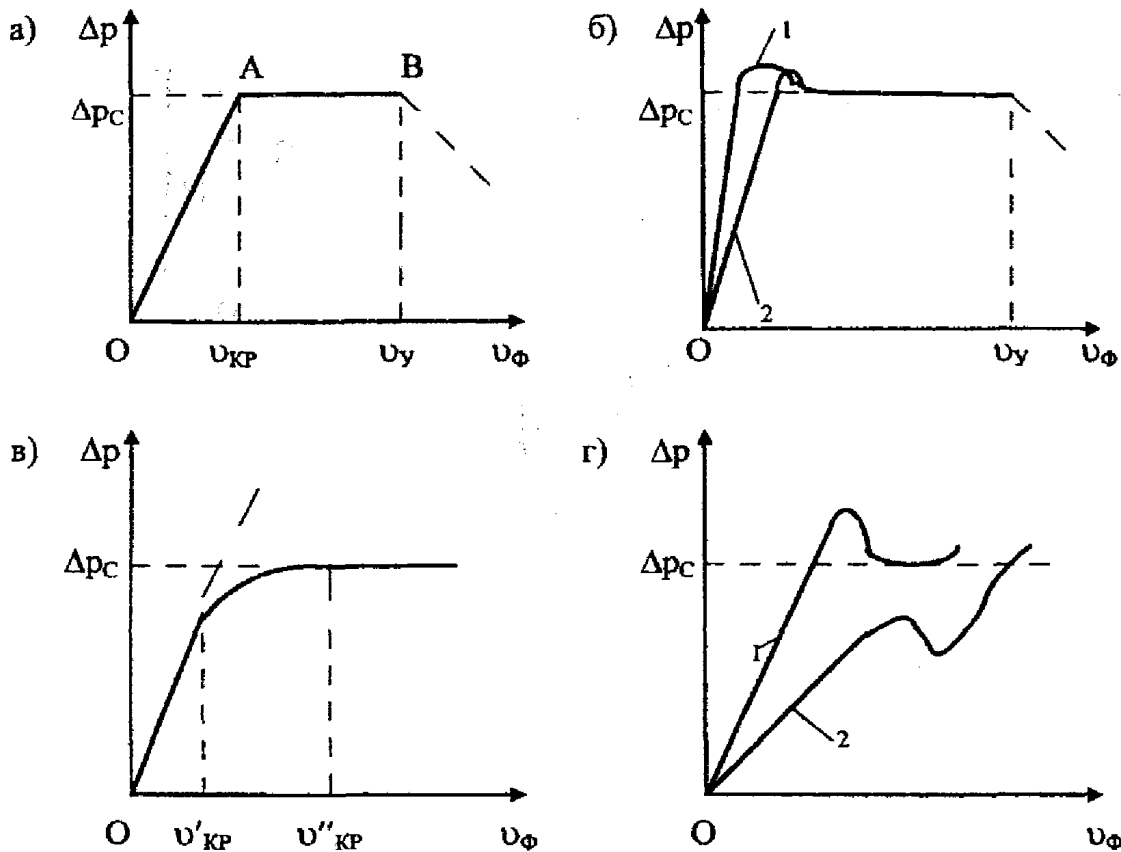 а) Δp
A B
Δpс
O υКР υУ υФ
б) Δp
1
2
O υУ υФ
в) Δp
Δpс
O υ'КР υ''КР υФ
г) Δp
Δpс
1
2
O υФ